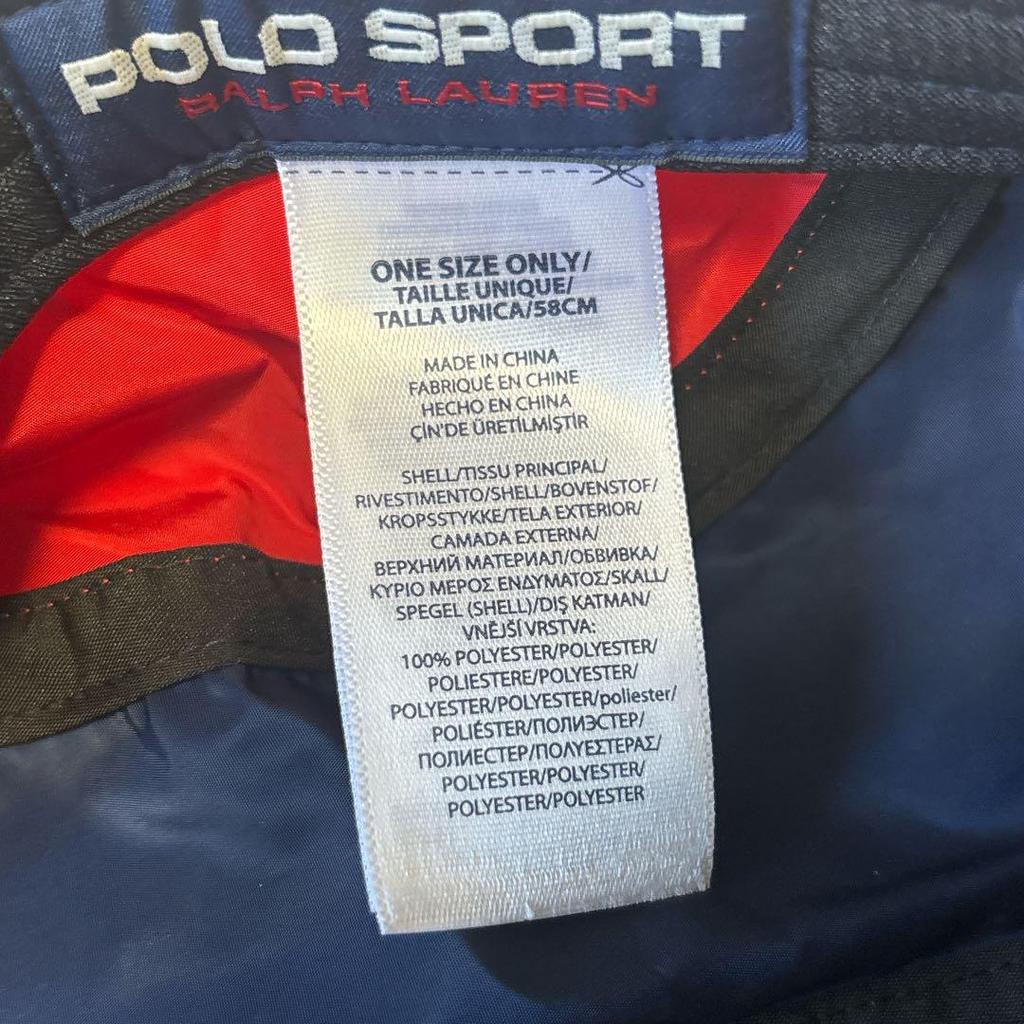 POLO SPORT
RALPH LAUREN
ONE SIZE ONLY/
TAILLE UNIQUE/
TALLA UNICA/58CM
MADE IN CHINA
FABRIQUÉ EN CHINE
HECHO EN CHINA
ÇİN'DE ÜRETİLMİŞTİR
SHELL/TISSU PRINCIPAL/
RIVESTIMENTO/SHELL/BOVENSTOF/
KROPSSTYKKE/TELA EXTERIOR/
CAMADA EXTERNA/
ВЕРХНИЙ МАТЕРИАЛ/ОБВИВКА/
ΚΥΡΙΟ ΜΕΡΟΣ ΕΝΔΥΜΑΤΟΣ/SKALL/
SPEGEL (SHELL)/DIŞ KATMAN/
VNĚJŠÍ VRSTVA:
100% POLYESTER/POLYESTER/
POLIESTERE/POLYESTER/
POLYESTER/POLYESTER/poliester/
POLIÉSTER/ПОЛИЭСТЕР/
ПОЛИЕСТЕР/ΠΟΛΥΕΣΤΕΡΑΣ/
POLYESTER/POLYESTER/
POLYESTER/POLYESTER